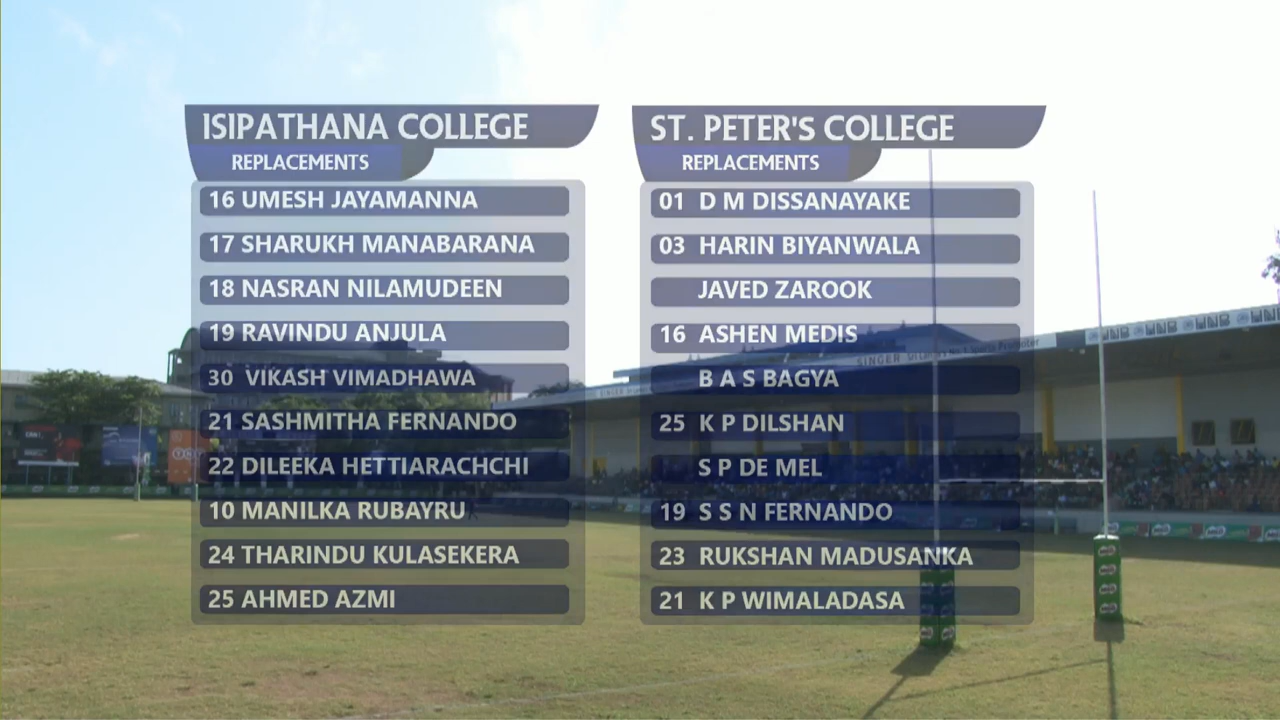 ISIPATHANA COLLEGE
REPLACEMENTS
16 UMESH JAYAMANNA
17 SHARUKH MANABARANA
18 NASRAN NILAMUDEEN
19 RAVINDU ANJULA
30 VIKASH VIMADHAWA
21 SASHMITHA FERNANDO
22 DILEEKA HETTIARACHCHI
10 MANILKA RUBAYRU
24 THARINDU KULASEKERA
25 AHMED AZMI
ST. PETER'S COLLEGE
REPLACEMENTS
01 D M DISSANAYAKE
03 HARIN BIYANWALA
JAVED ZAROOK
16 ASHEN MEDIS
B A S BAGYA
25 K P DILSHAN
S P DE MEL
19 S S N FERNANDO
23 RUKSHAN MADUSANKA
21 K P WIMALADASA
SINGER